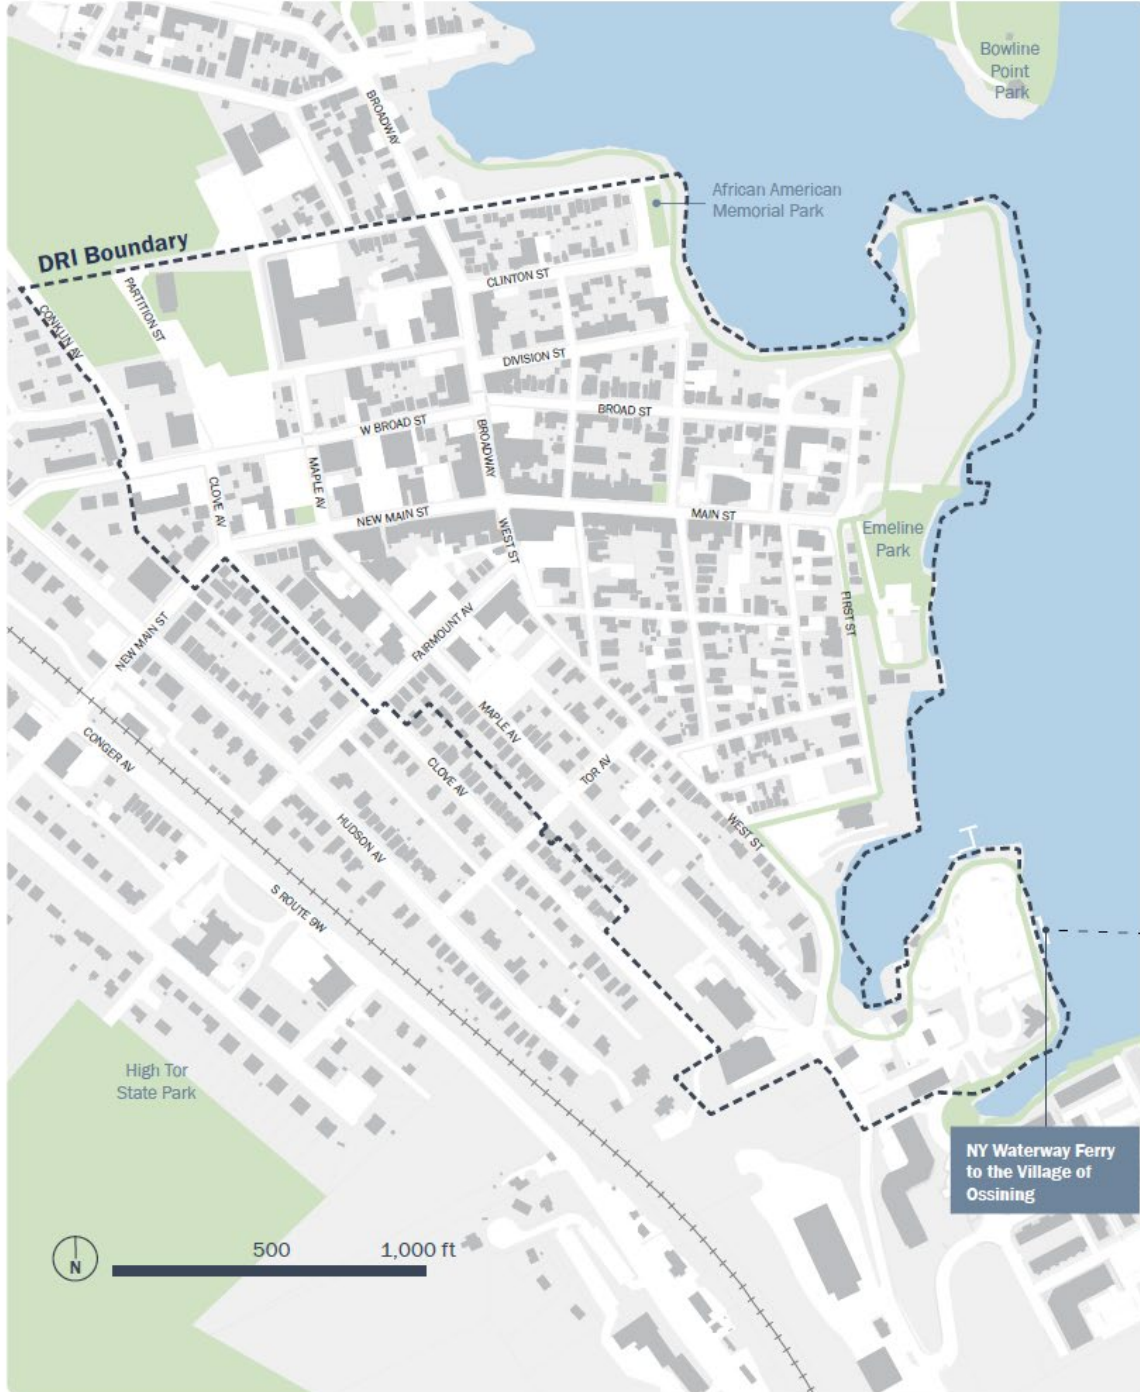 Bowline
Point
Park
BROADWAY
African American
Memorial Park
DRI Boundary
PARTITION ST
CLINTON ST
CONKLIN AV
DIVISION ST
BROAD ST
W BROAD ST
BROADWAY
MAPLE AV
CLOVE AV
NEW MAIN ST
MAIN ST
WEST ST
Emeline
Park
FIRST ST
NEW MAIN ST
FAIRMOUNT AV
MAPLE AV
CONGER AV
CLOVE AV
TOR AV
HUDSON AV
WEST ST
S ROUTE 9W
High Tor
State Park
NY Waterway Ferry
to the Village of
Ossining
500 1,000 ft
N